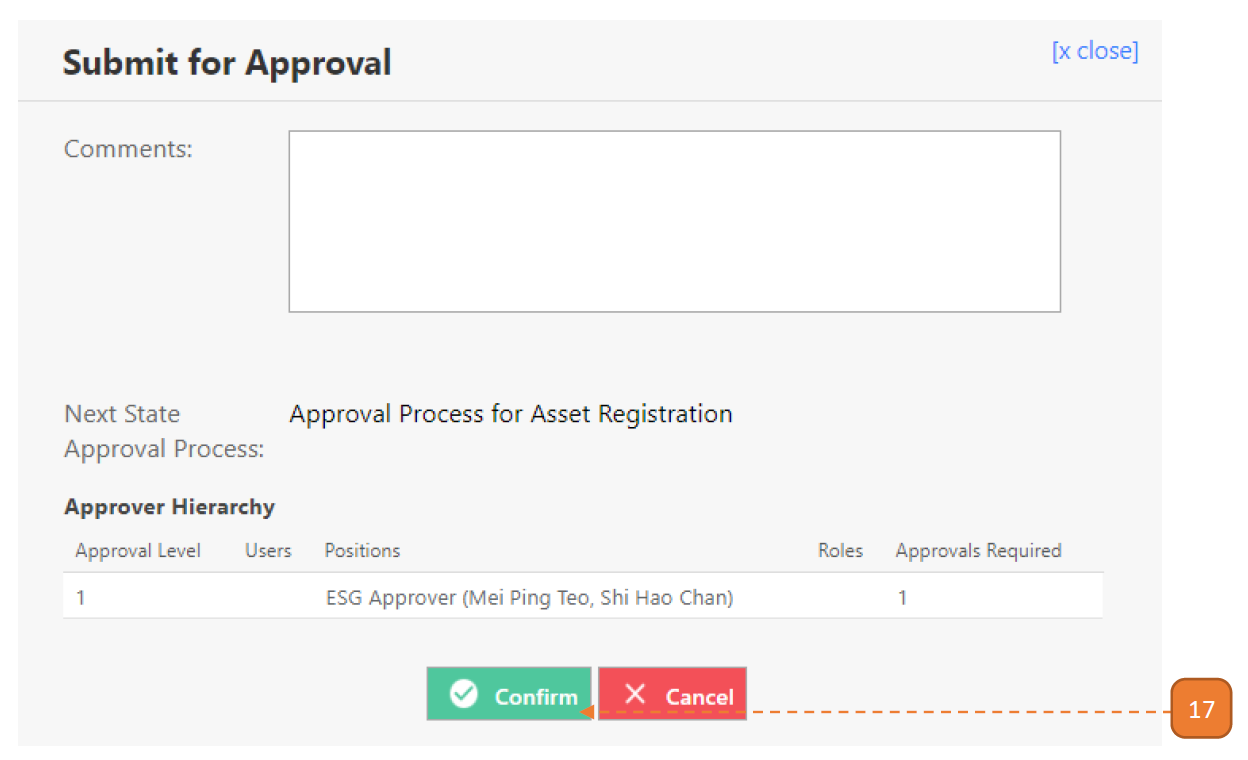 Submit for Approval
[x close]
Comments:
Next State Approval Process for Asset Registration
Approval Process:
Approver Hierarchy
Approval Level Users Positions Roles Approvals Required
1 ESG Approver (Mei Ping Teo, Shi Hao Chan) 1
Confirm Cancel
17